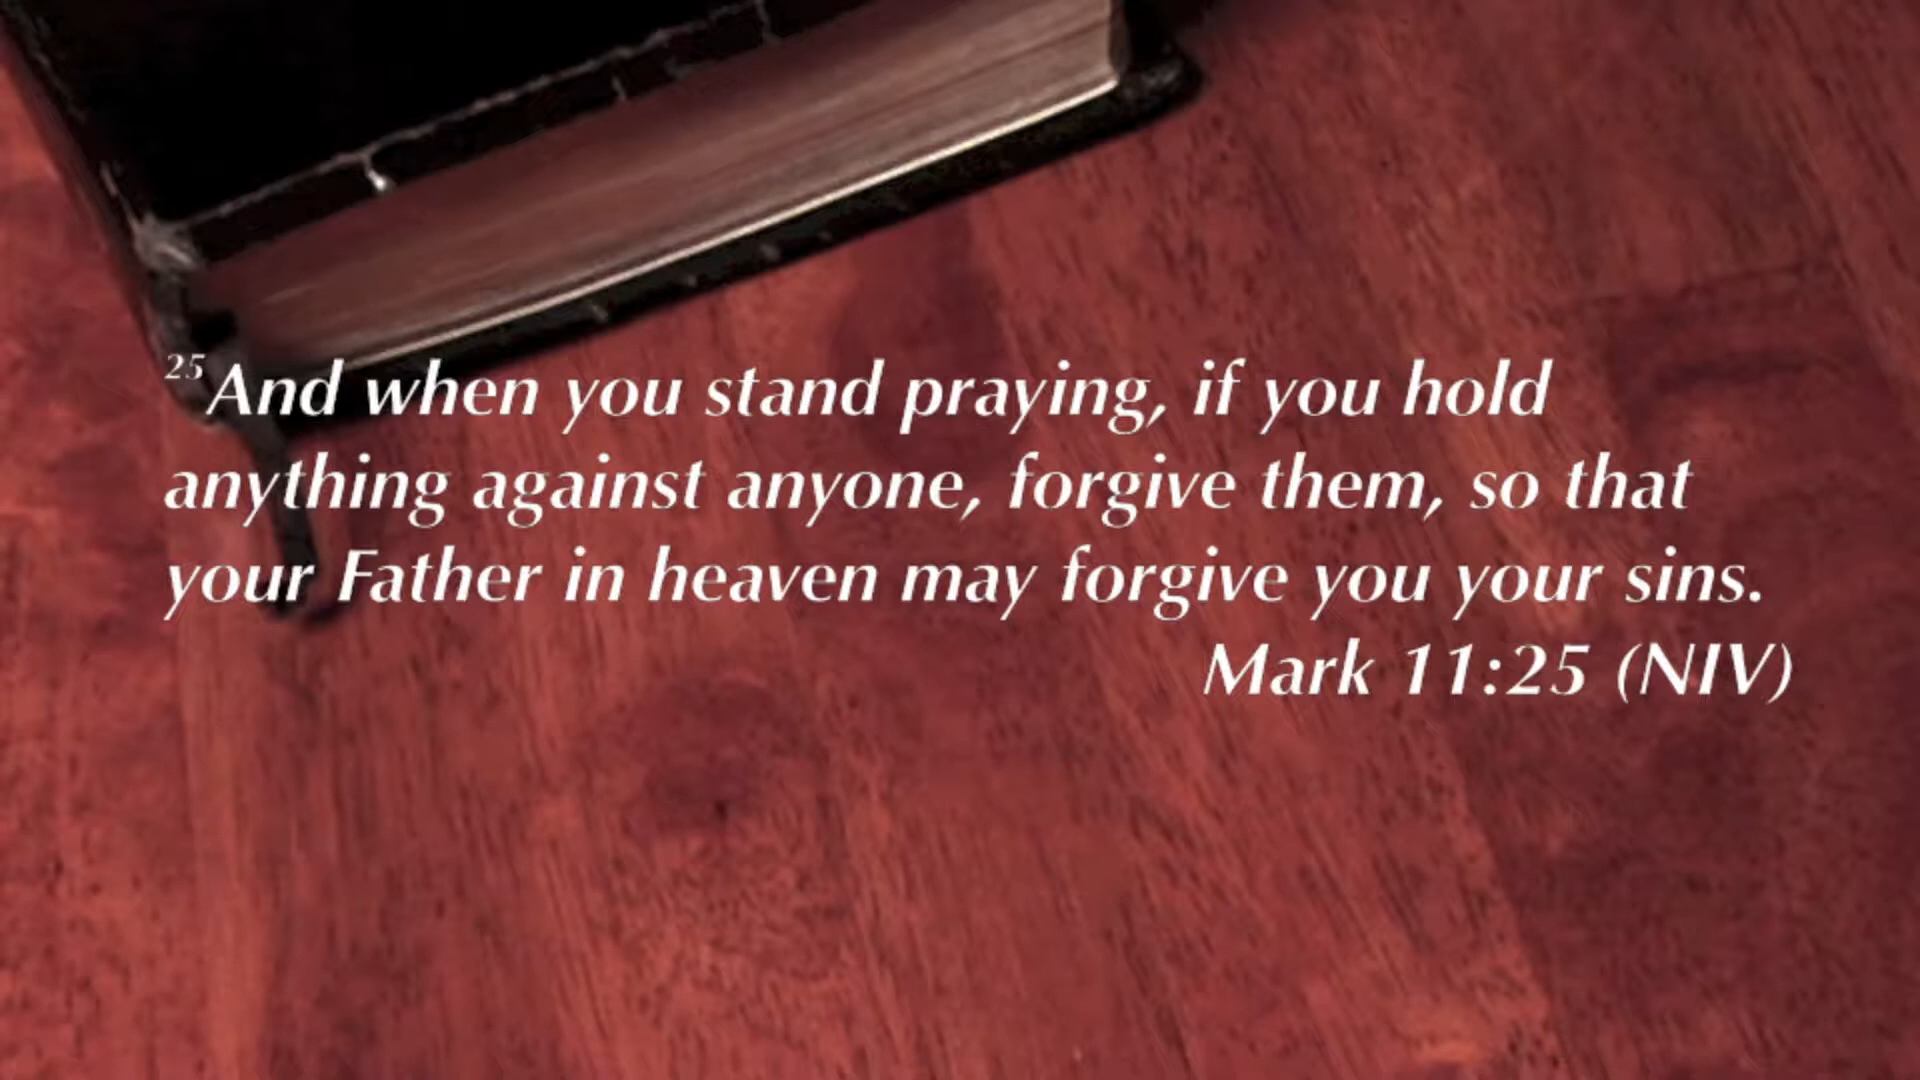 25And when you stand praying, if you hold
anything against anyone, forgive them, so that
your Father in heaven may forgive you your sins.
Mark 11:25 (NIV)